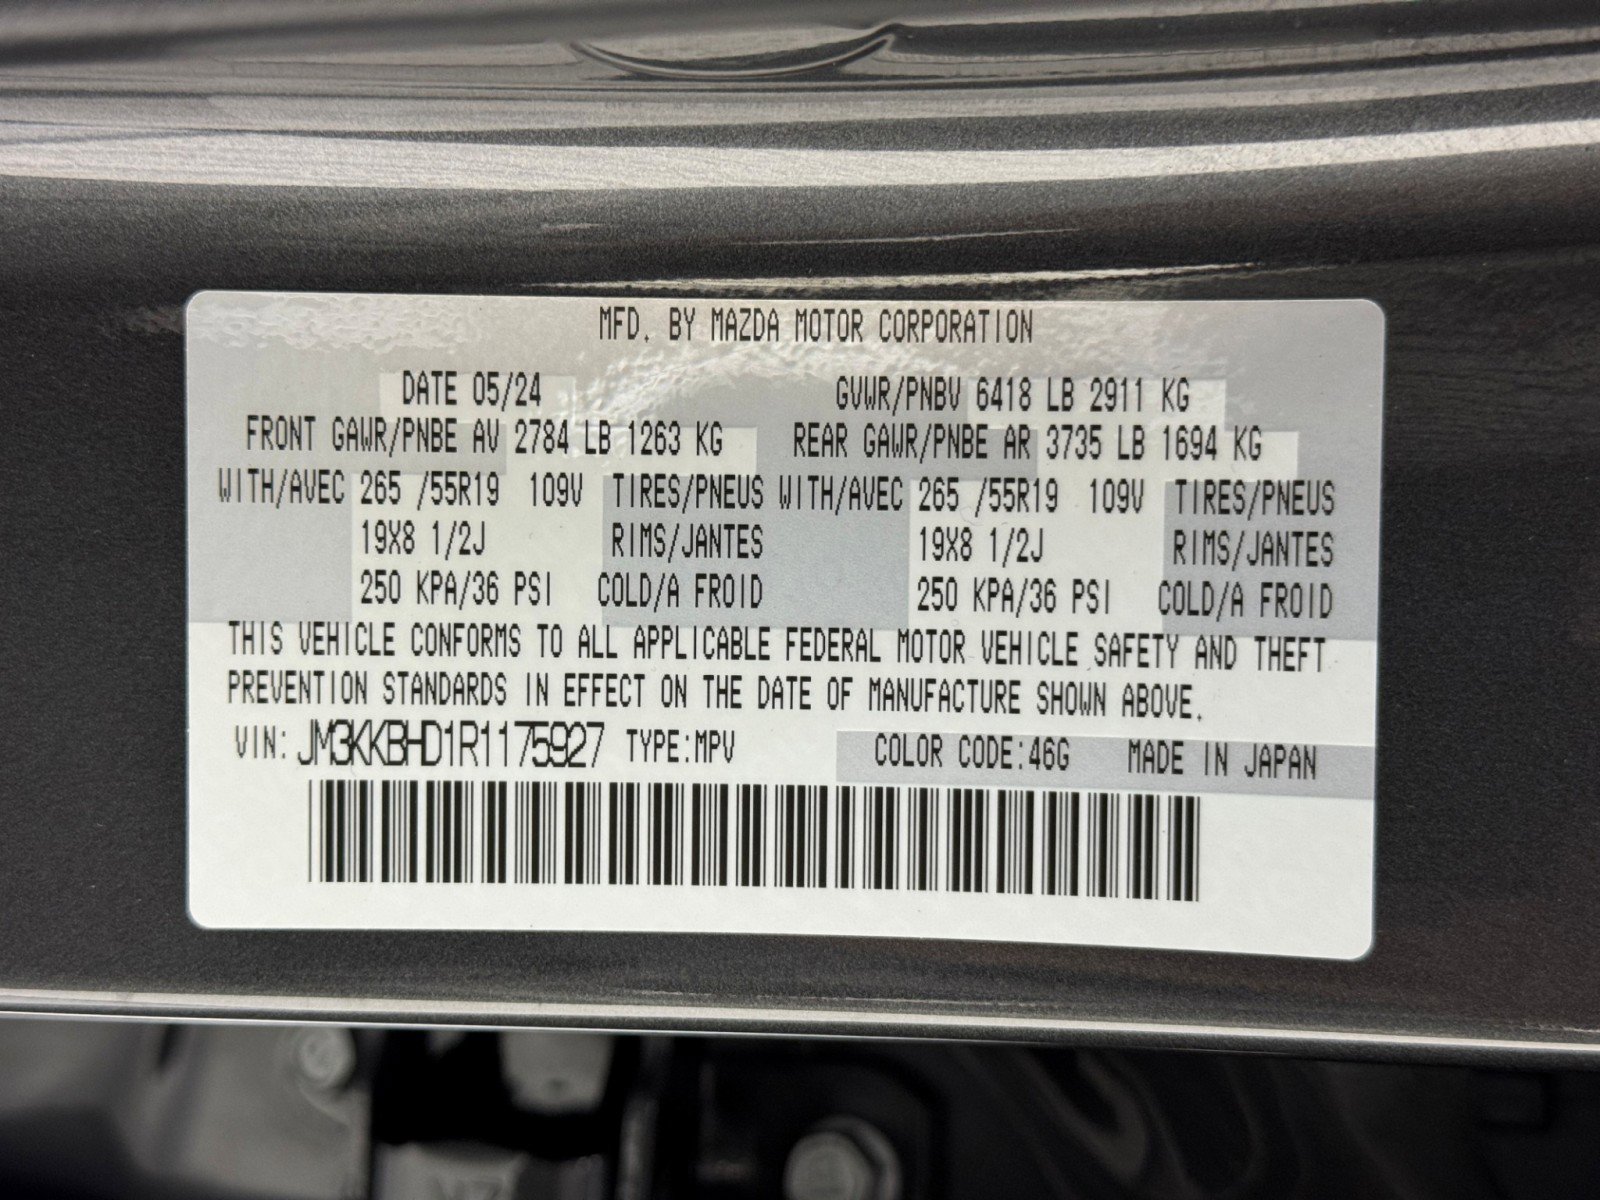 MFD. BY MAZDA MOTOR CORPORATION
DATE 05/24 GVWR/PNBV 6418 LB 2911 KG
FRONT GAWR/PNBE AV 2784 LB 1263 KG REAR GAWR/PNBE AR 3735 LB 1694 KG
WITH/AVEC 265 /55R19 109V TIRES/PNEUS WITH/AVEC 265 /55R19 109V TIRES/PNEUS
19X8 1/2J RIMS/JANTES 19X8 1/2J RIMS/JANTES
250 KPA/36 PSI COLD/A FROID 250 KPA/36 PSI COLD/A FROID
THIS VEHICLE CONFORMS TO ALL APPLICABLE FEDERAL MOTOR VEHICLE SAFETY AND THEFT
PREVENTION STANDARDS IN EFFECT ON THE DATE OF MANUFACTURE SHOWN ABOVE.
VIN: JM3KKBHD1R1175927 TYPE:MPV COLOR CODE:46G MADE IN JAPAN